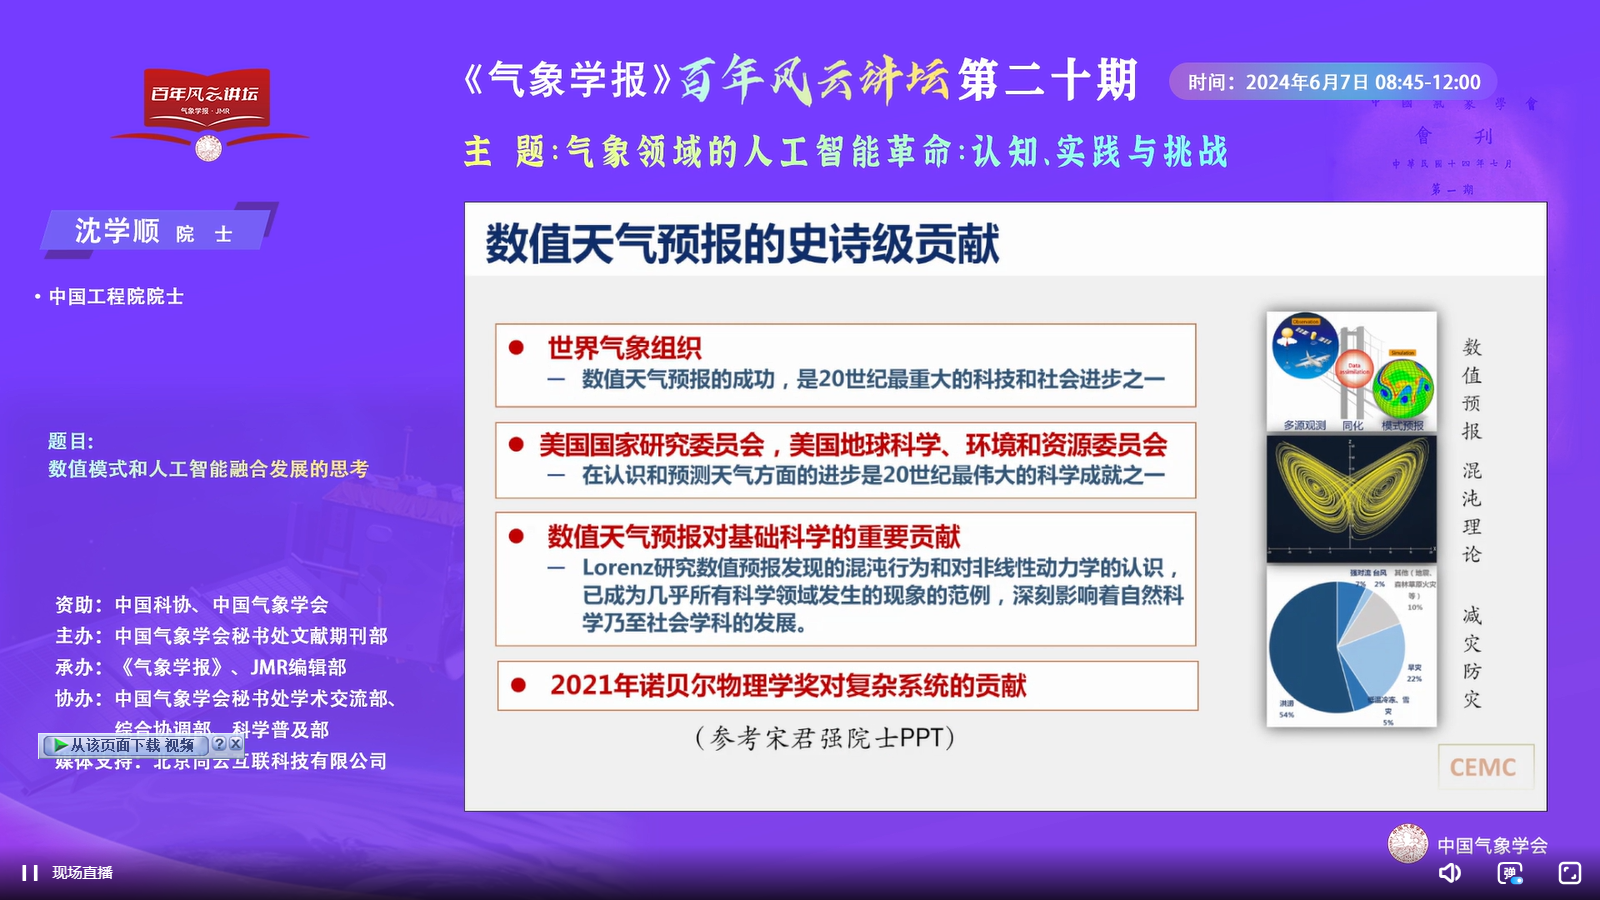 百年风云讲坛
气象学报·JMR
《气象学报》百年风云讲坛第二十期
时间：2024年6月7日 08:45-12:00
主 题:气象领域的人工智能革命:认知、实践与挑战
中國氣象學會
會刊
中華民國十四年七月
第一期
沈学顺 院 士
• 中国工程院院士
题目:
数值模式和人工智能融合发展的思考
资助：中国科协、中国气象学会
主办：中国气象学会秘书处文献期刊部
承办：《气象学报》、JMR编辑部
协办：中国气象学会秘书处学术交流部、
综合协调部、科学普及部
从该页面下载 视频
媒体支持：北京尚云互联科技有限公司
数值天气预报的史诗级贡献
● 世界气象组织
— 数值天气预报的成功，是20世纪最重大的科技和社会进步之一
● 美国国家研究委员会，美国地球科学、环境和资源委员会
— 在认识和预测天气方面的进步是20世纪最伟大的科学成就之一
● 数值天气预报对基础科学的重要贡献
— Lorenz研究数值预报发现的混沌行为和对非线性动力学的认识，
已成为几乎所有科学领域发生的现象的范例，深刻影响着自然科
学乃至社会学科的发展。
● 2021年诺贝尔物理学奖对复杂系统的贡献
（参考宋君强院士PPT）
Observation
Data
assimilation
Simulation
多源观测 同化 模式预报
数值预报
混沌理论
强对流 台风
7% 2%
其他（地震、
森林草原火灾
等）
10%
旱灾
22%
低温冷冻、雪
灾
5%
洪涝
54%
减灾防灾
CEMC
中国气象学会
现场直播
弹